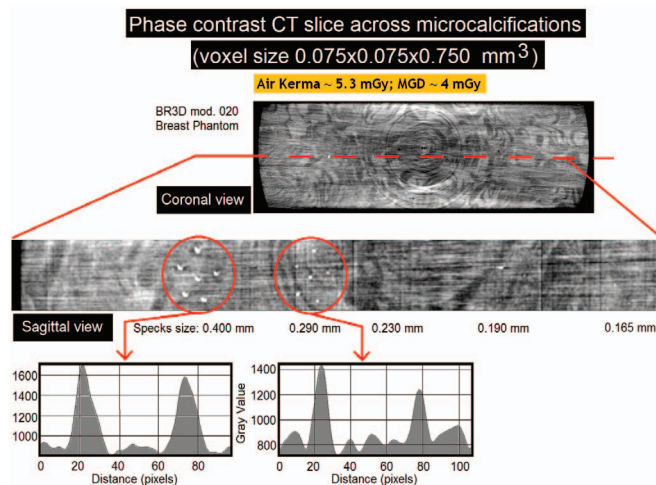 Phase contrast CT slice across microcalcifications
(voxel size 0.075x0.075x0.750 mm3)
Air Kerma ~ 5.3 mGy; MGD ~ 4 mGy
BR3D mod. 020
Breast Phantom
Coronal view
Sagittal view
Specks size: 0.400 mm 0.290 mm 0.230 mm 0.190 mm 0.165 mm
1600
1400
1200
1000
800
0 20 40 60 80
Distance (pixels)
Gray Value
1400
1200
1000
800
0 20 40 60 80 100
Distance (pixels)